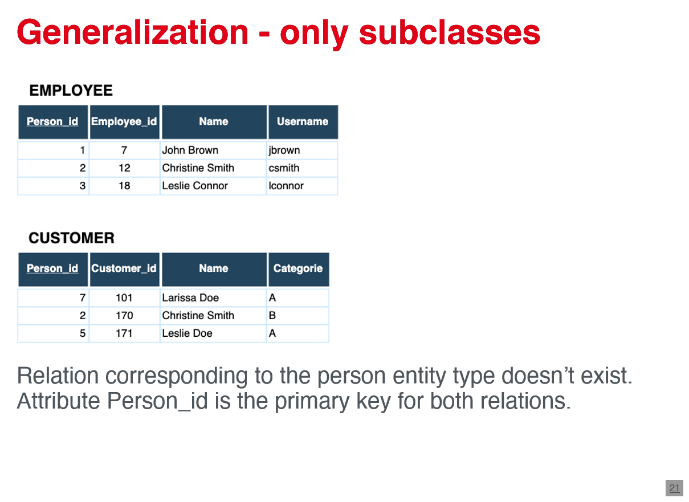 Generalization - only subclasses
EMPLOYEE
Person_id Employee_id Name Username
1 7 John Brown jbrown
2 12 Christine Smith csmith
3 18 Leslie Connor lconnor
CUSTOMER
Person_id Customer_id Name Categorie
7 101 Larissa Doe A
2 170 Christine Smith B
5 171 Leslie Doe A
Relation corresponding to the person entity type doesn't exist.
Attribute Person_id is the primary key for both relations.
21